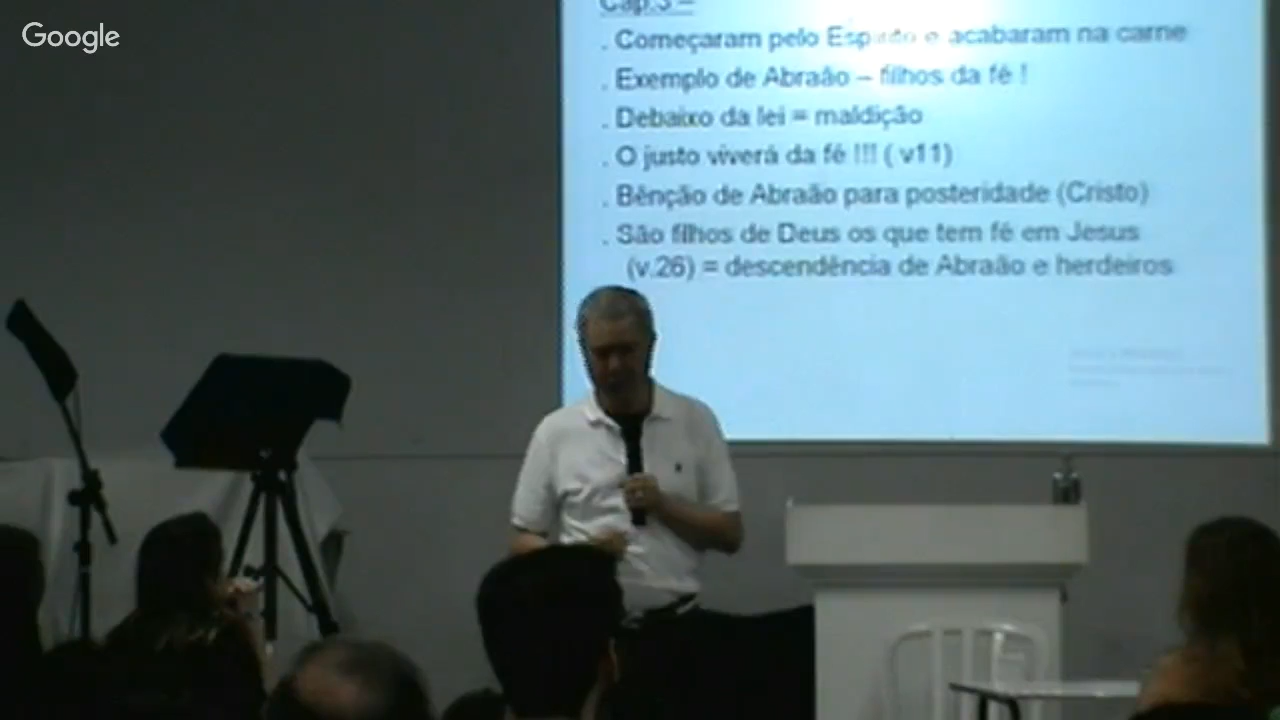 Google
Cap.3 –
. Começaram pelo Espírito e acabaram na carne
. Exemplo de Abraão – filhos da fé !
. Debaixo da lei = maldição
. O justo viverá da fé !!! ( v11)
. Bênção de Abraão para posteridade (Cristo)
. São filhos de Deus os que tem fé em Jesus
(v.26) = descendência de Abraão e herdeiros